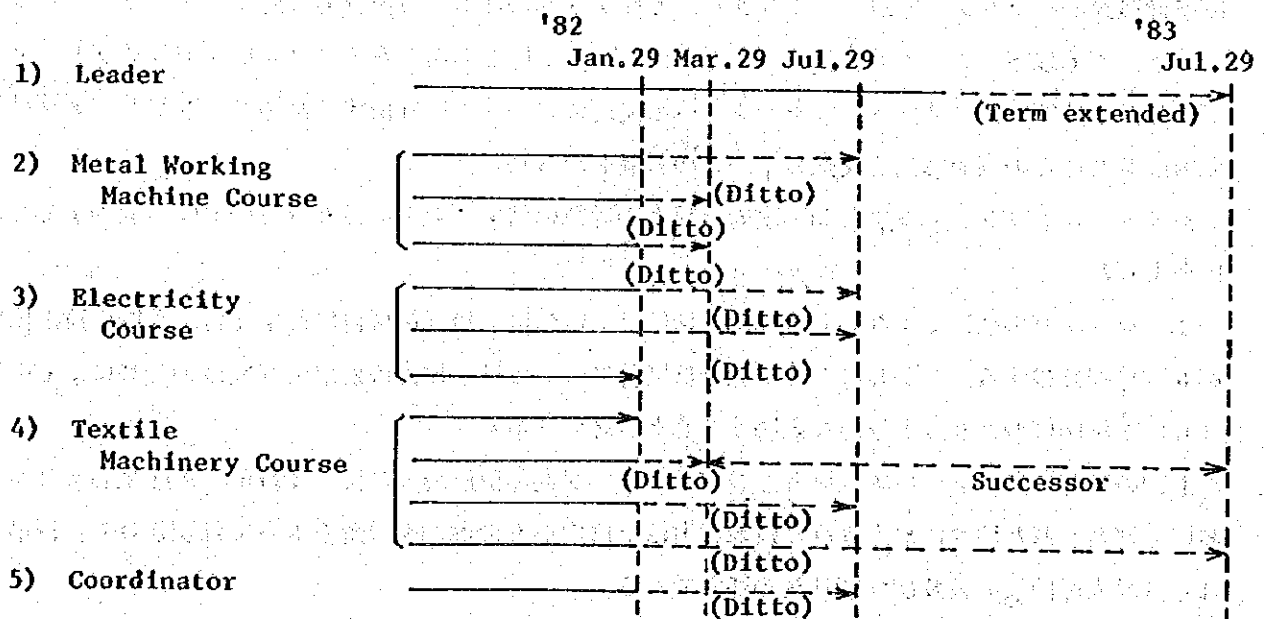 '82 '83
Jan.29 Mar.29 Jul.29 Jul.29
1) Leader
(Term extended)
2) Metal Working
Machine Course
(Ditto)
(Ditto)
(Ditto)
3) Electricity
Course
(Ditto)
(Ditto)
4) Textile
Machinery Course
(Ditto)
Successor
(Ditto)
(Ditto)
5) Coordinator
(Ditto)